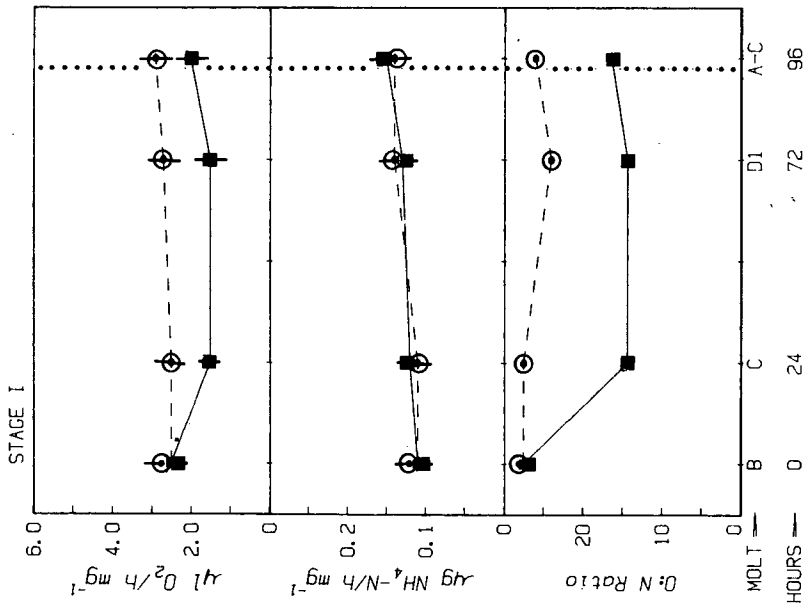 STAGE I
6.0
4.0
2.0
µl O₂/h mg⁻¹
0
0.2
0.1
µg NH₄-N/h mg⁻¹
0
20
10
0
O:N Ratio
MOLT → B C D1 A-C
HOURS → 0 24 72 96